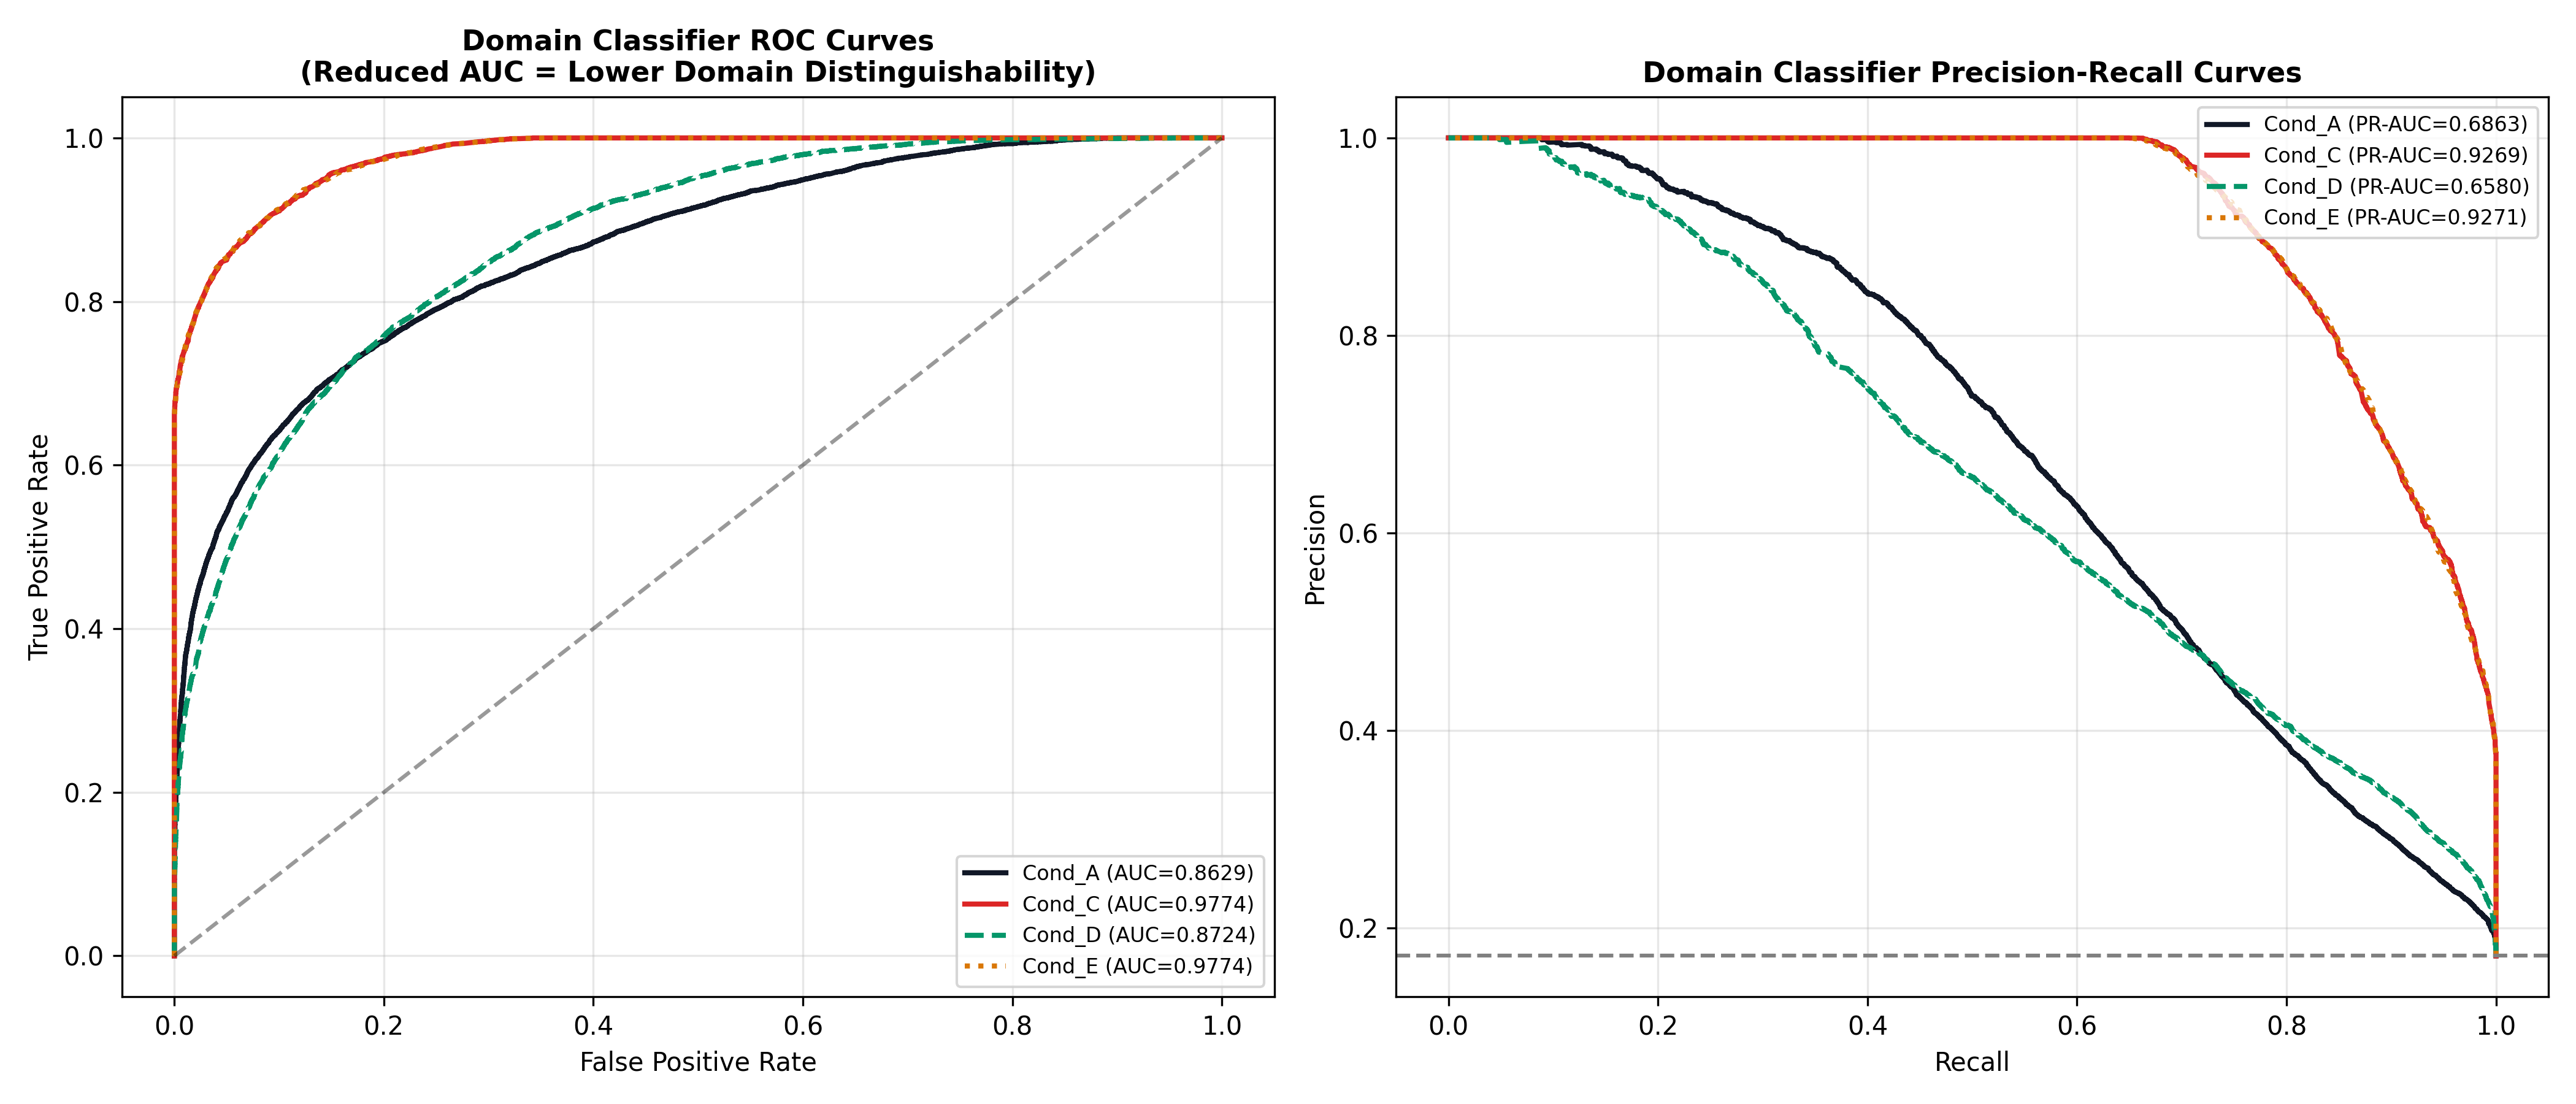 Domain Classifier ROC Curves
(Reduced AUC = Lower Domain Distinguishability)
True Positive Rate
1.0
0.8
0.6
0.4
0.2
0.0
0.0 0.2 0.4 0.6 0.8 1.0
False Positive Rate
Cond_A (AUC=0.8629)
Cond_C (AUC=0.9774)
Cond_D (AUC=0.8724)
Cond_E (AUC=0.9774)
Domain Classifier Precision-Recall Curves
Precision
1.0
0.8
0.6
0.4
0.2
0.0 0.2 0.4 0.6 0.8 1.0
Recall
Cond_A (PR-AUC=0.6863)
Cond_C (PR-AUC=0.9269)
Cond_D (PR-AUC=0.6580)
Cond_E (PR-AUC=0.9271)